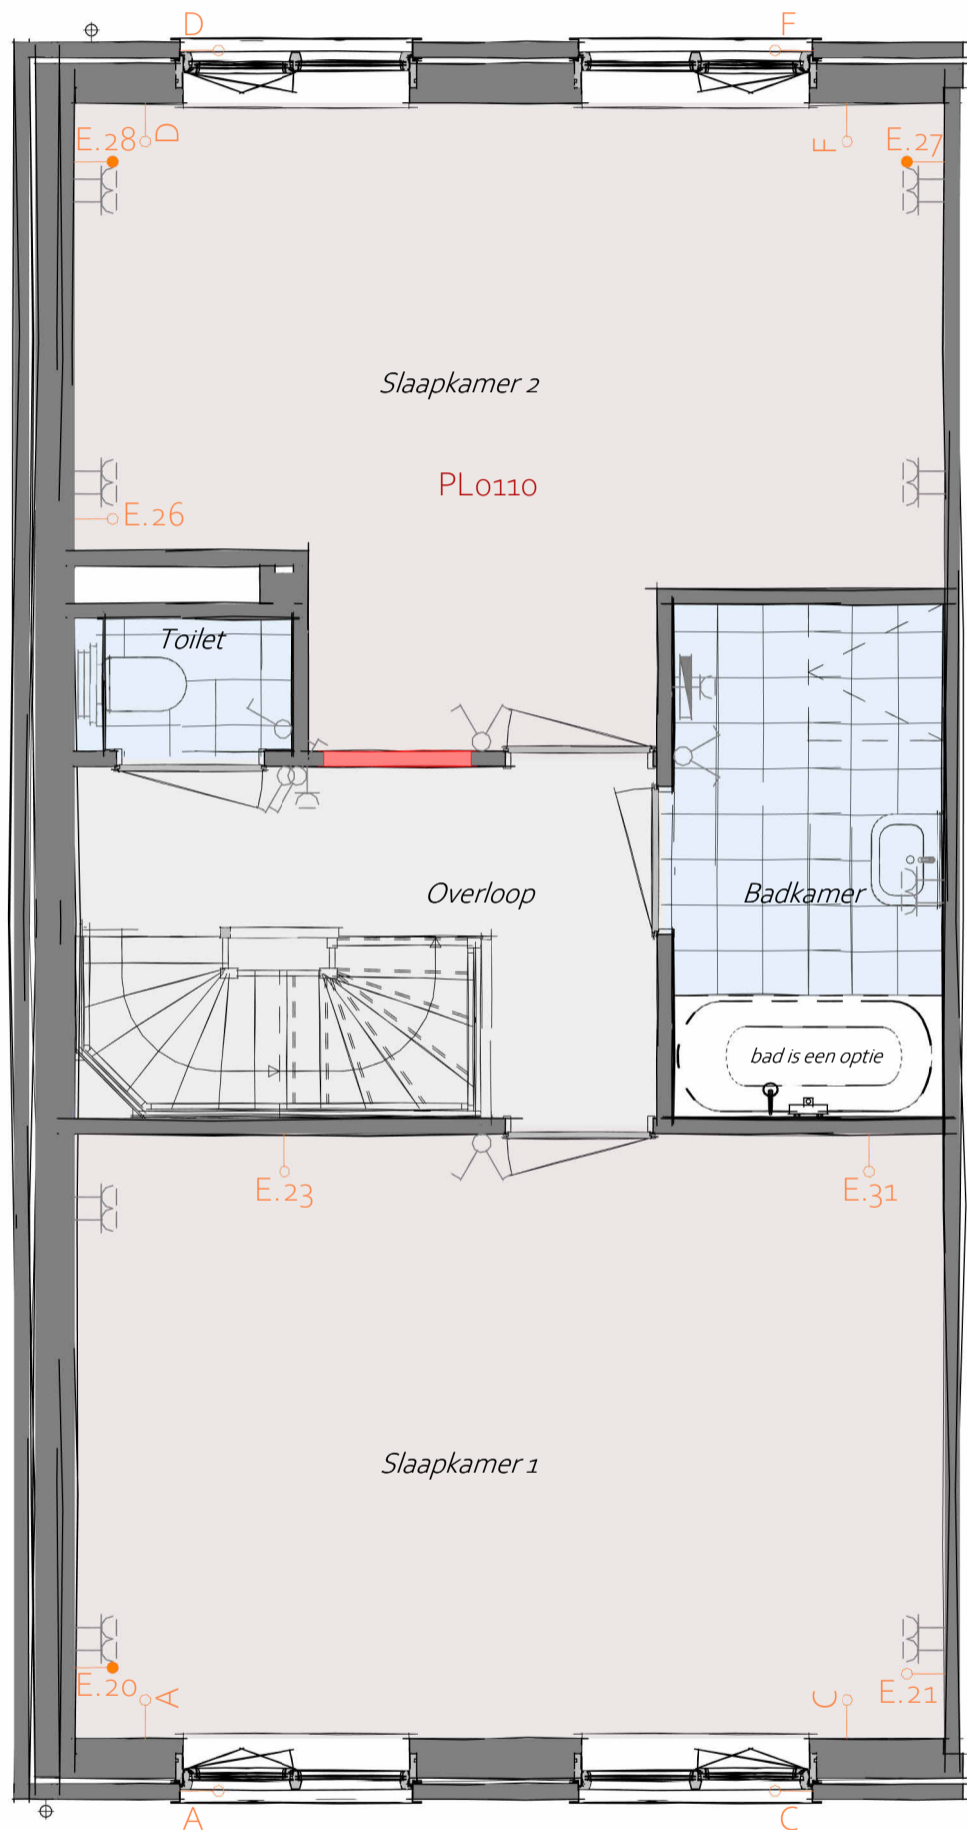 D
F
E.28
D
F
E.27
Slaapkamer 2
PL0110
E.26
Toilet
Overloop
Badkamer
bad is een optie
E.23
E.31
Slaapkamer 1
E.20
A
C
E.21
A
C